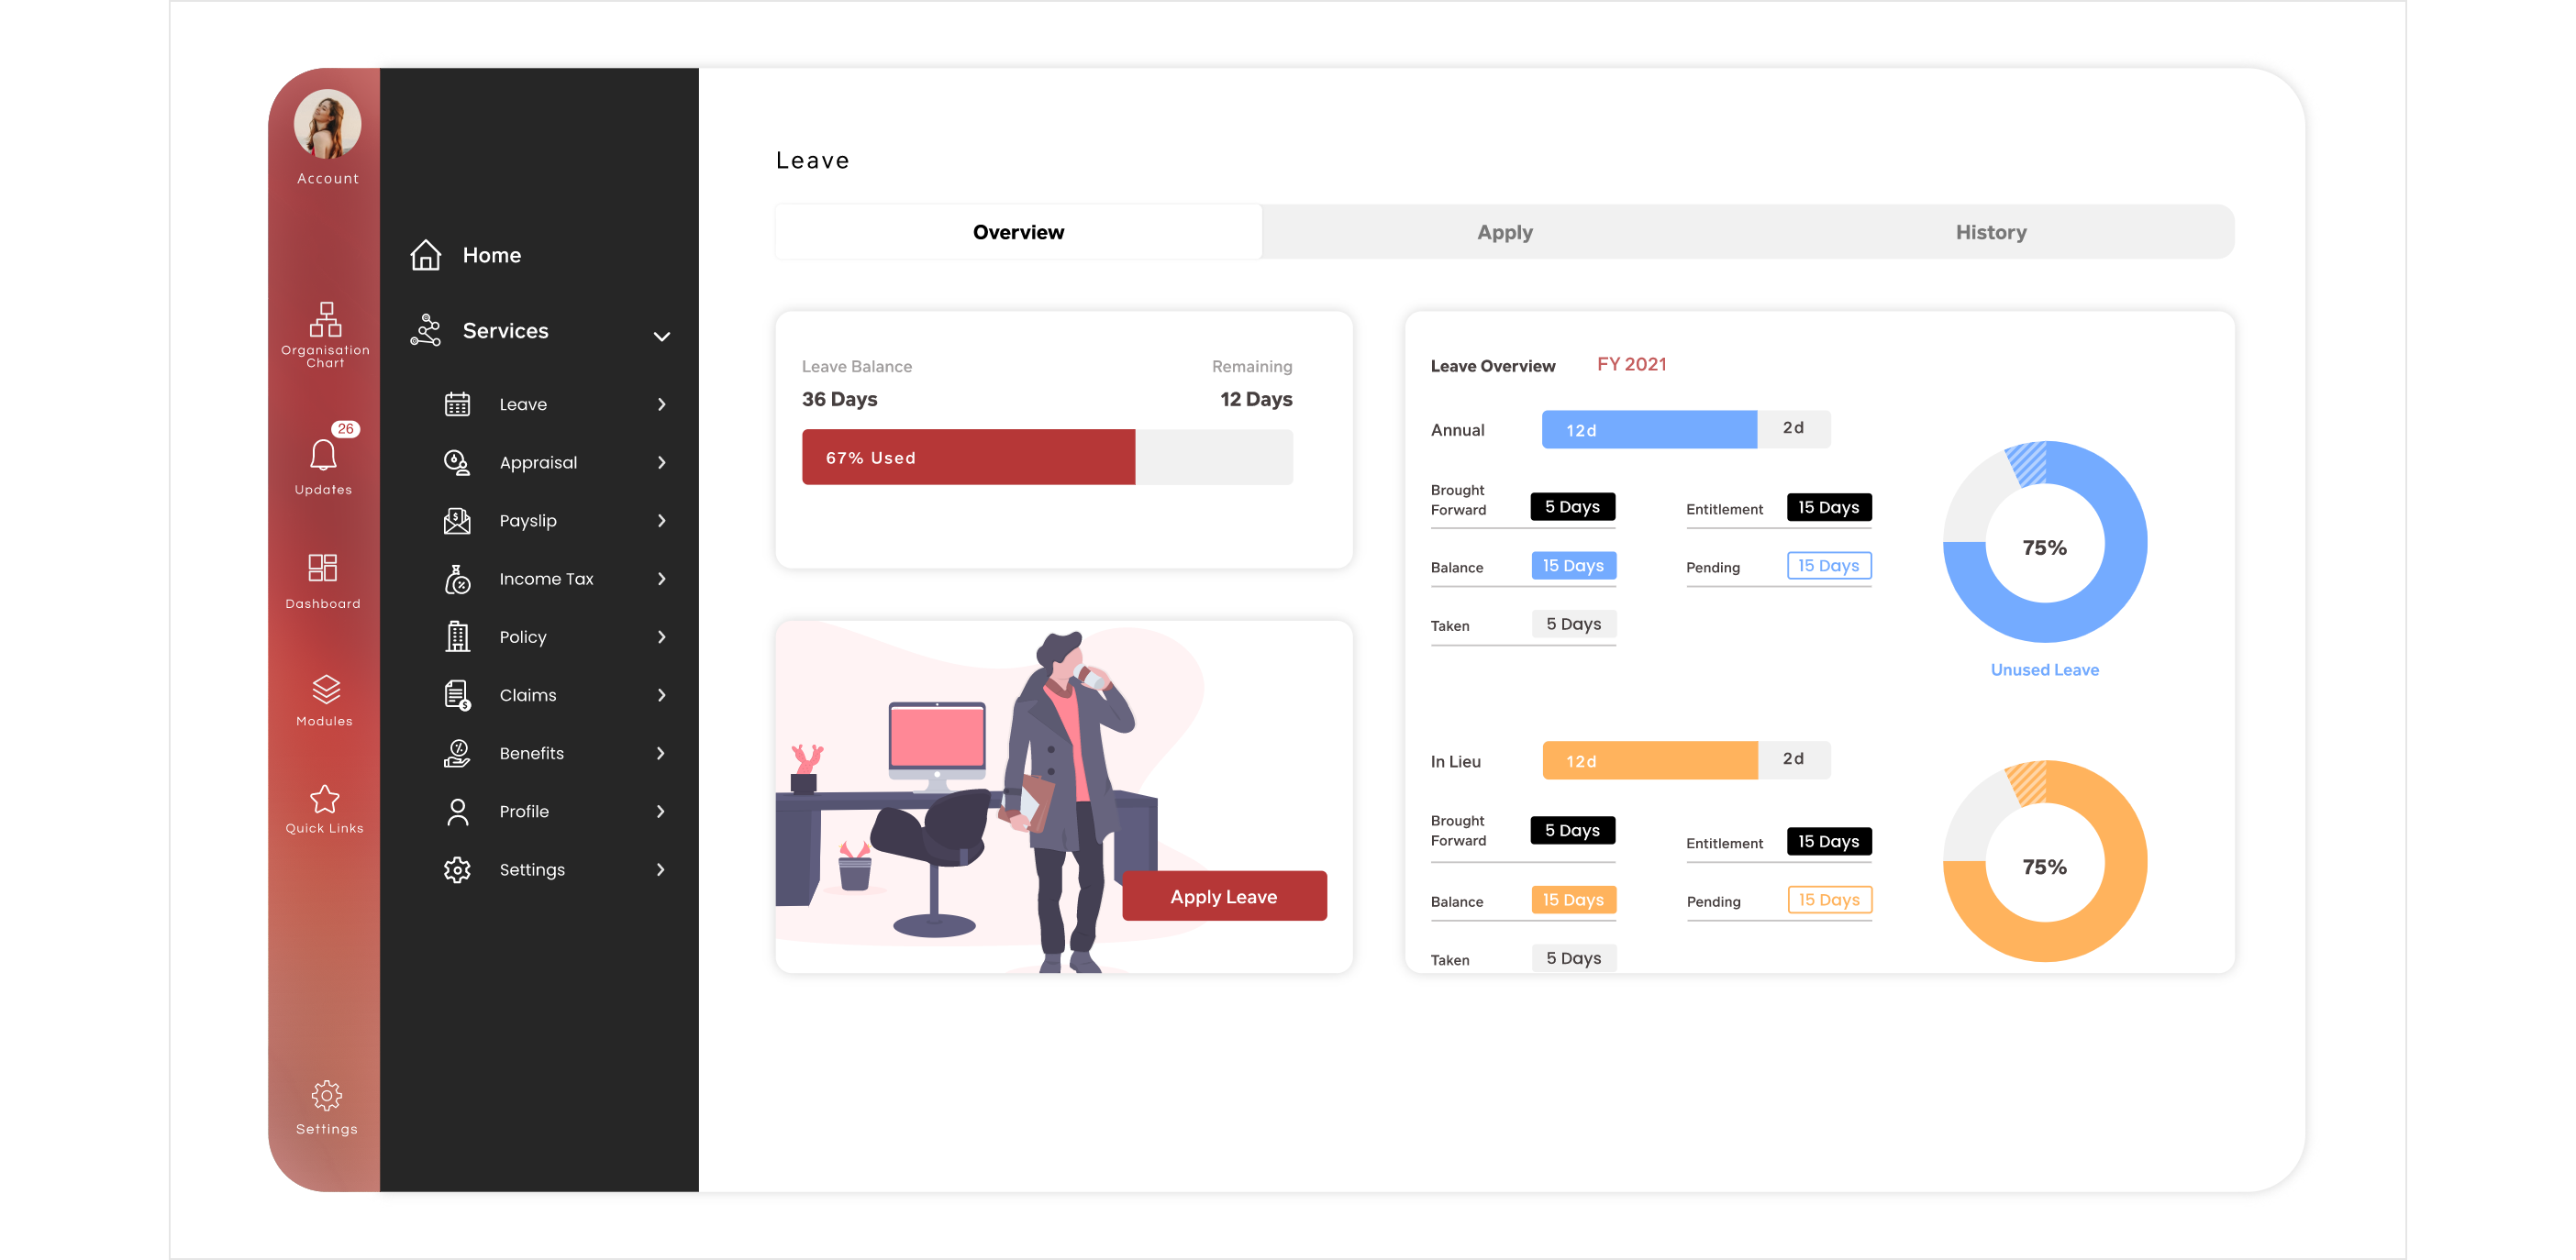 Account
Organisation
Chart
26
Updates
Dashboard
Modules
Quick Links
Settings
Home
Services
Leave
Appraisal
Payslip
Income Tax
Policy
Claims
Benefits
Profile
Settings
Leave
Overview Apply History
Leave Balance Remaining
36 Days 12 Days
67% Used
Apply Leave
Leave Overview FY 2021
Annual 12d 2d
Brought
Forward 5 Days Entitlement 15 Days
Balance 15 Days Pending 15 Days
Taken 5 Days
75%
Unused Leave
In Lieu 12d 2d
Brought
Forward 5 Days Entitlement 15 Days
Balance 15 Days Pending 15 Days
Taken 5 Days
75%